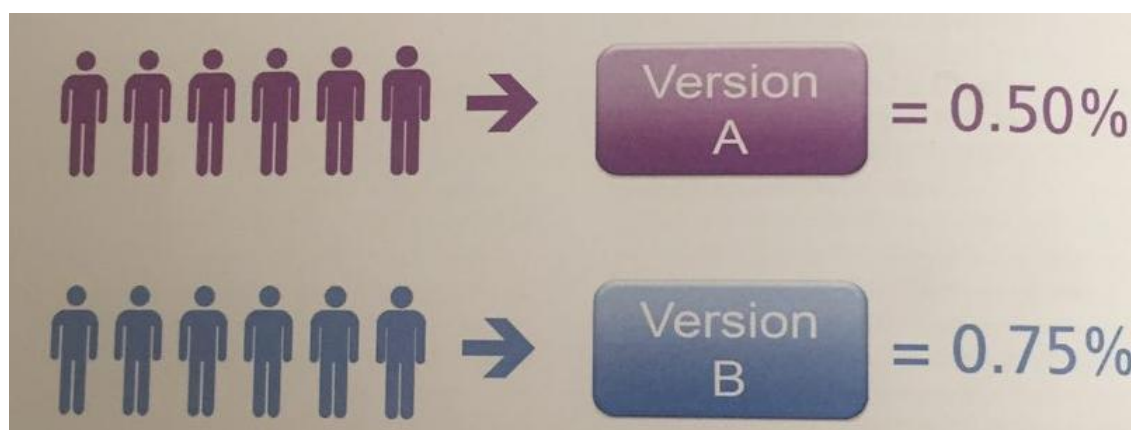 Version
A
= 0.50%
Version
B
= 0.75%